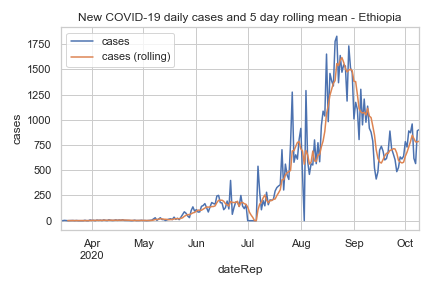 New COVID-19 daily cases and 5 day rolling mean - Ethiopia
cases
cases (rolling)
1750
1500
1250
1000
750
500
250
0
cases
Apr
2020
May
Jun
Jul
Aug
Sep
Oct
dateRep